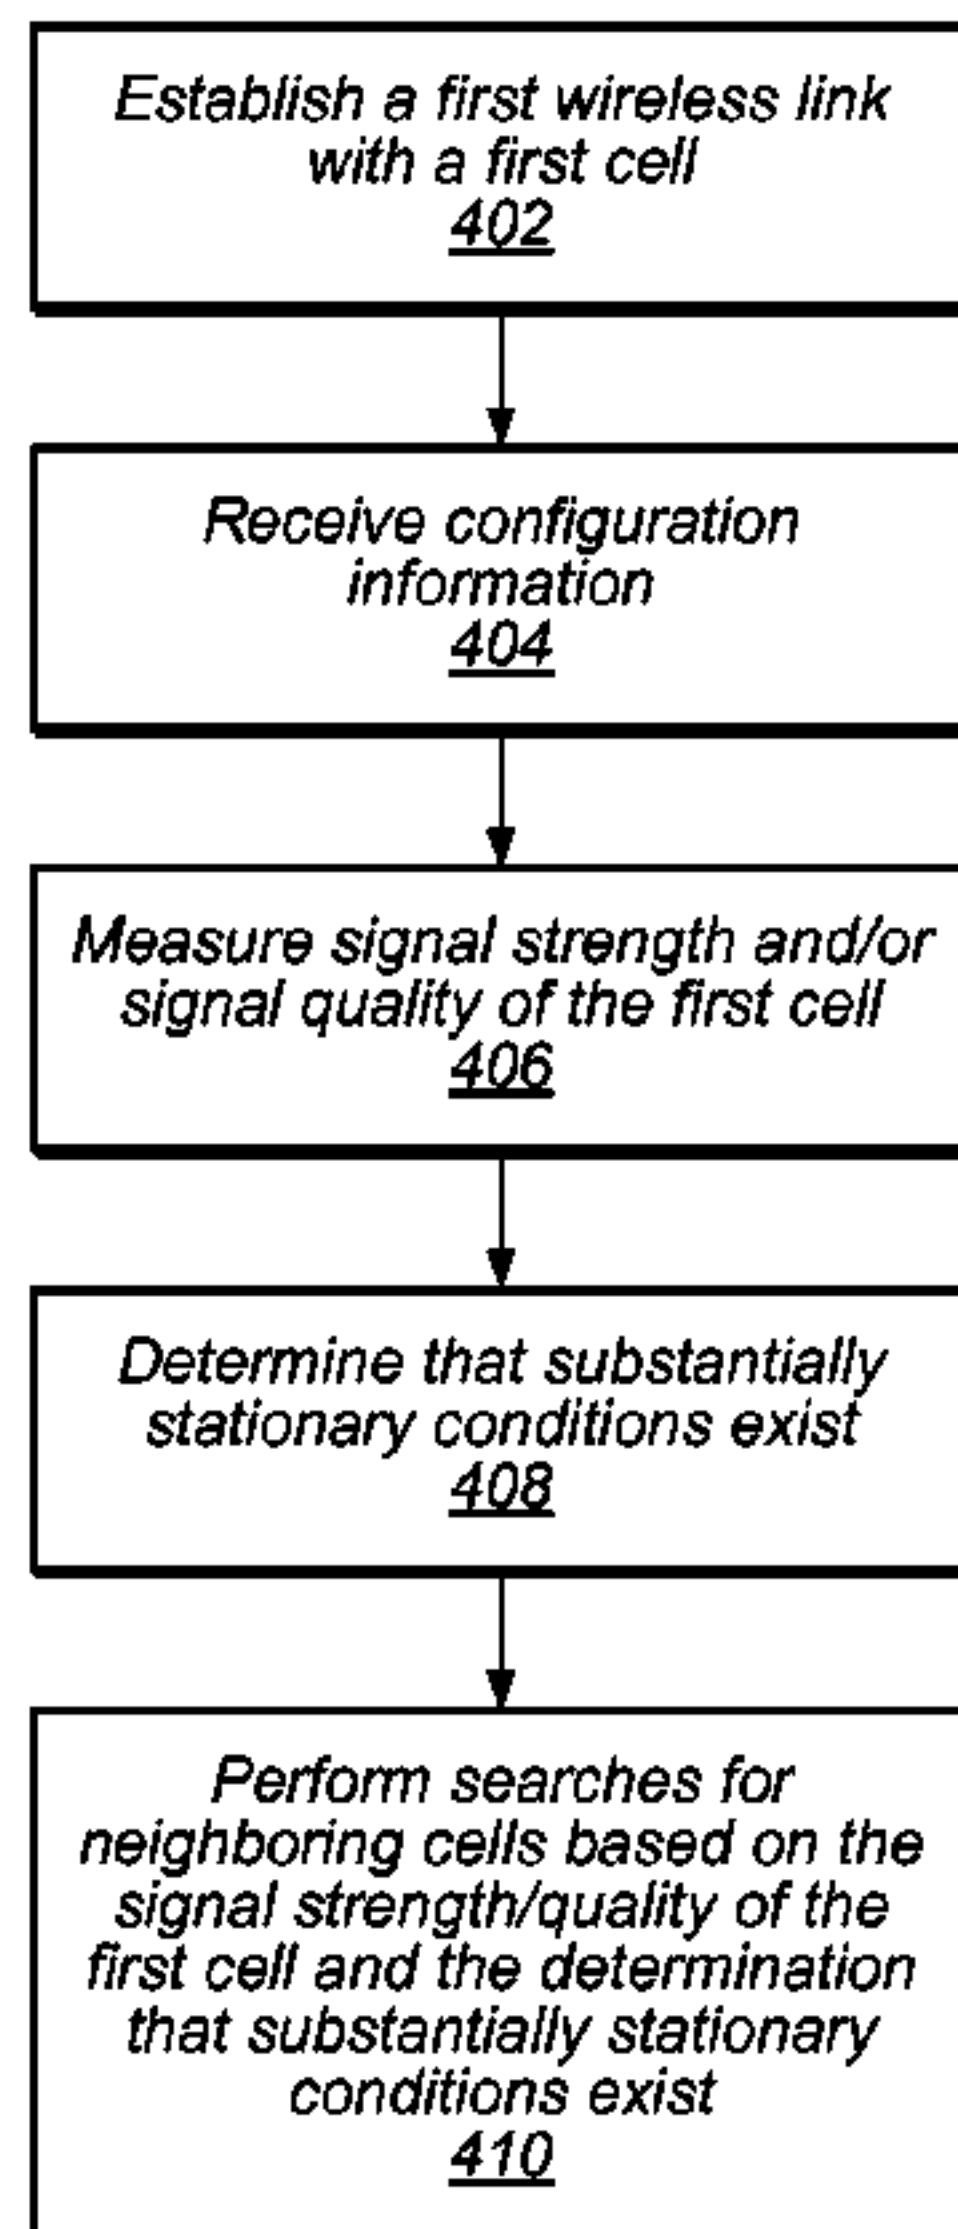 Establish a first wireless link
with a first cell
402
Receive configuration
information
404
Measure signal strength and/or
signal quality of the first cell
406
Determine that substantially
stationary conditions exist
408
Perform searches for
neighboring cells based on the
signal strength/quality of the
first cell and the determination
that substantially stationary
conditions exist
410